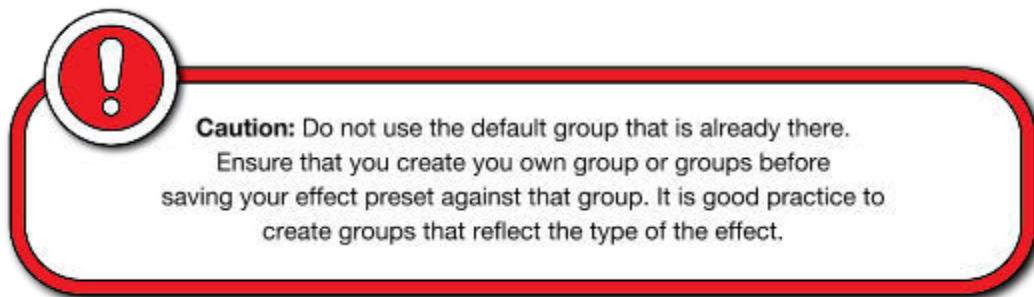 Caution: Do not use the default group that is already there.
Ensure that you create you own group or groups before
saving your effect preset against that group. It is good practice to
create groups that reflect the type of the effect.